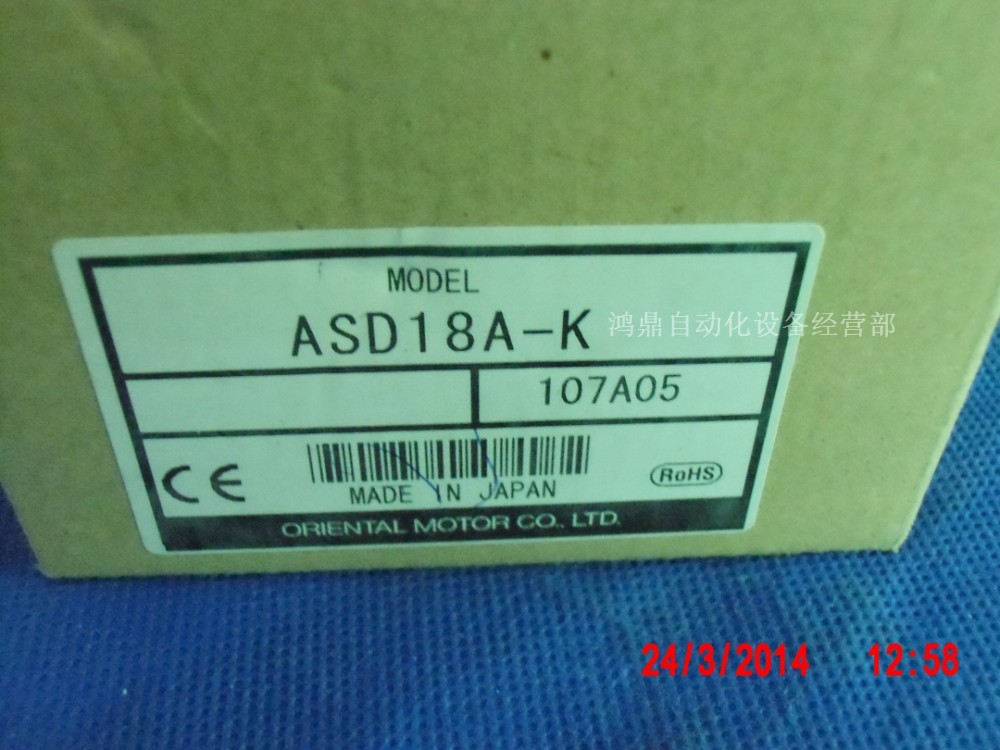 MODEL
ASD18A-K
鸿鼎自动化设备经营部
107A05
CE
RoHS
MADE IN JAPAN
ORIENTAL MOTOR CO., LTD.
24/3/2014 12:58